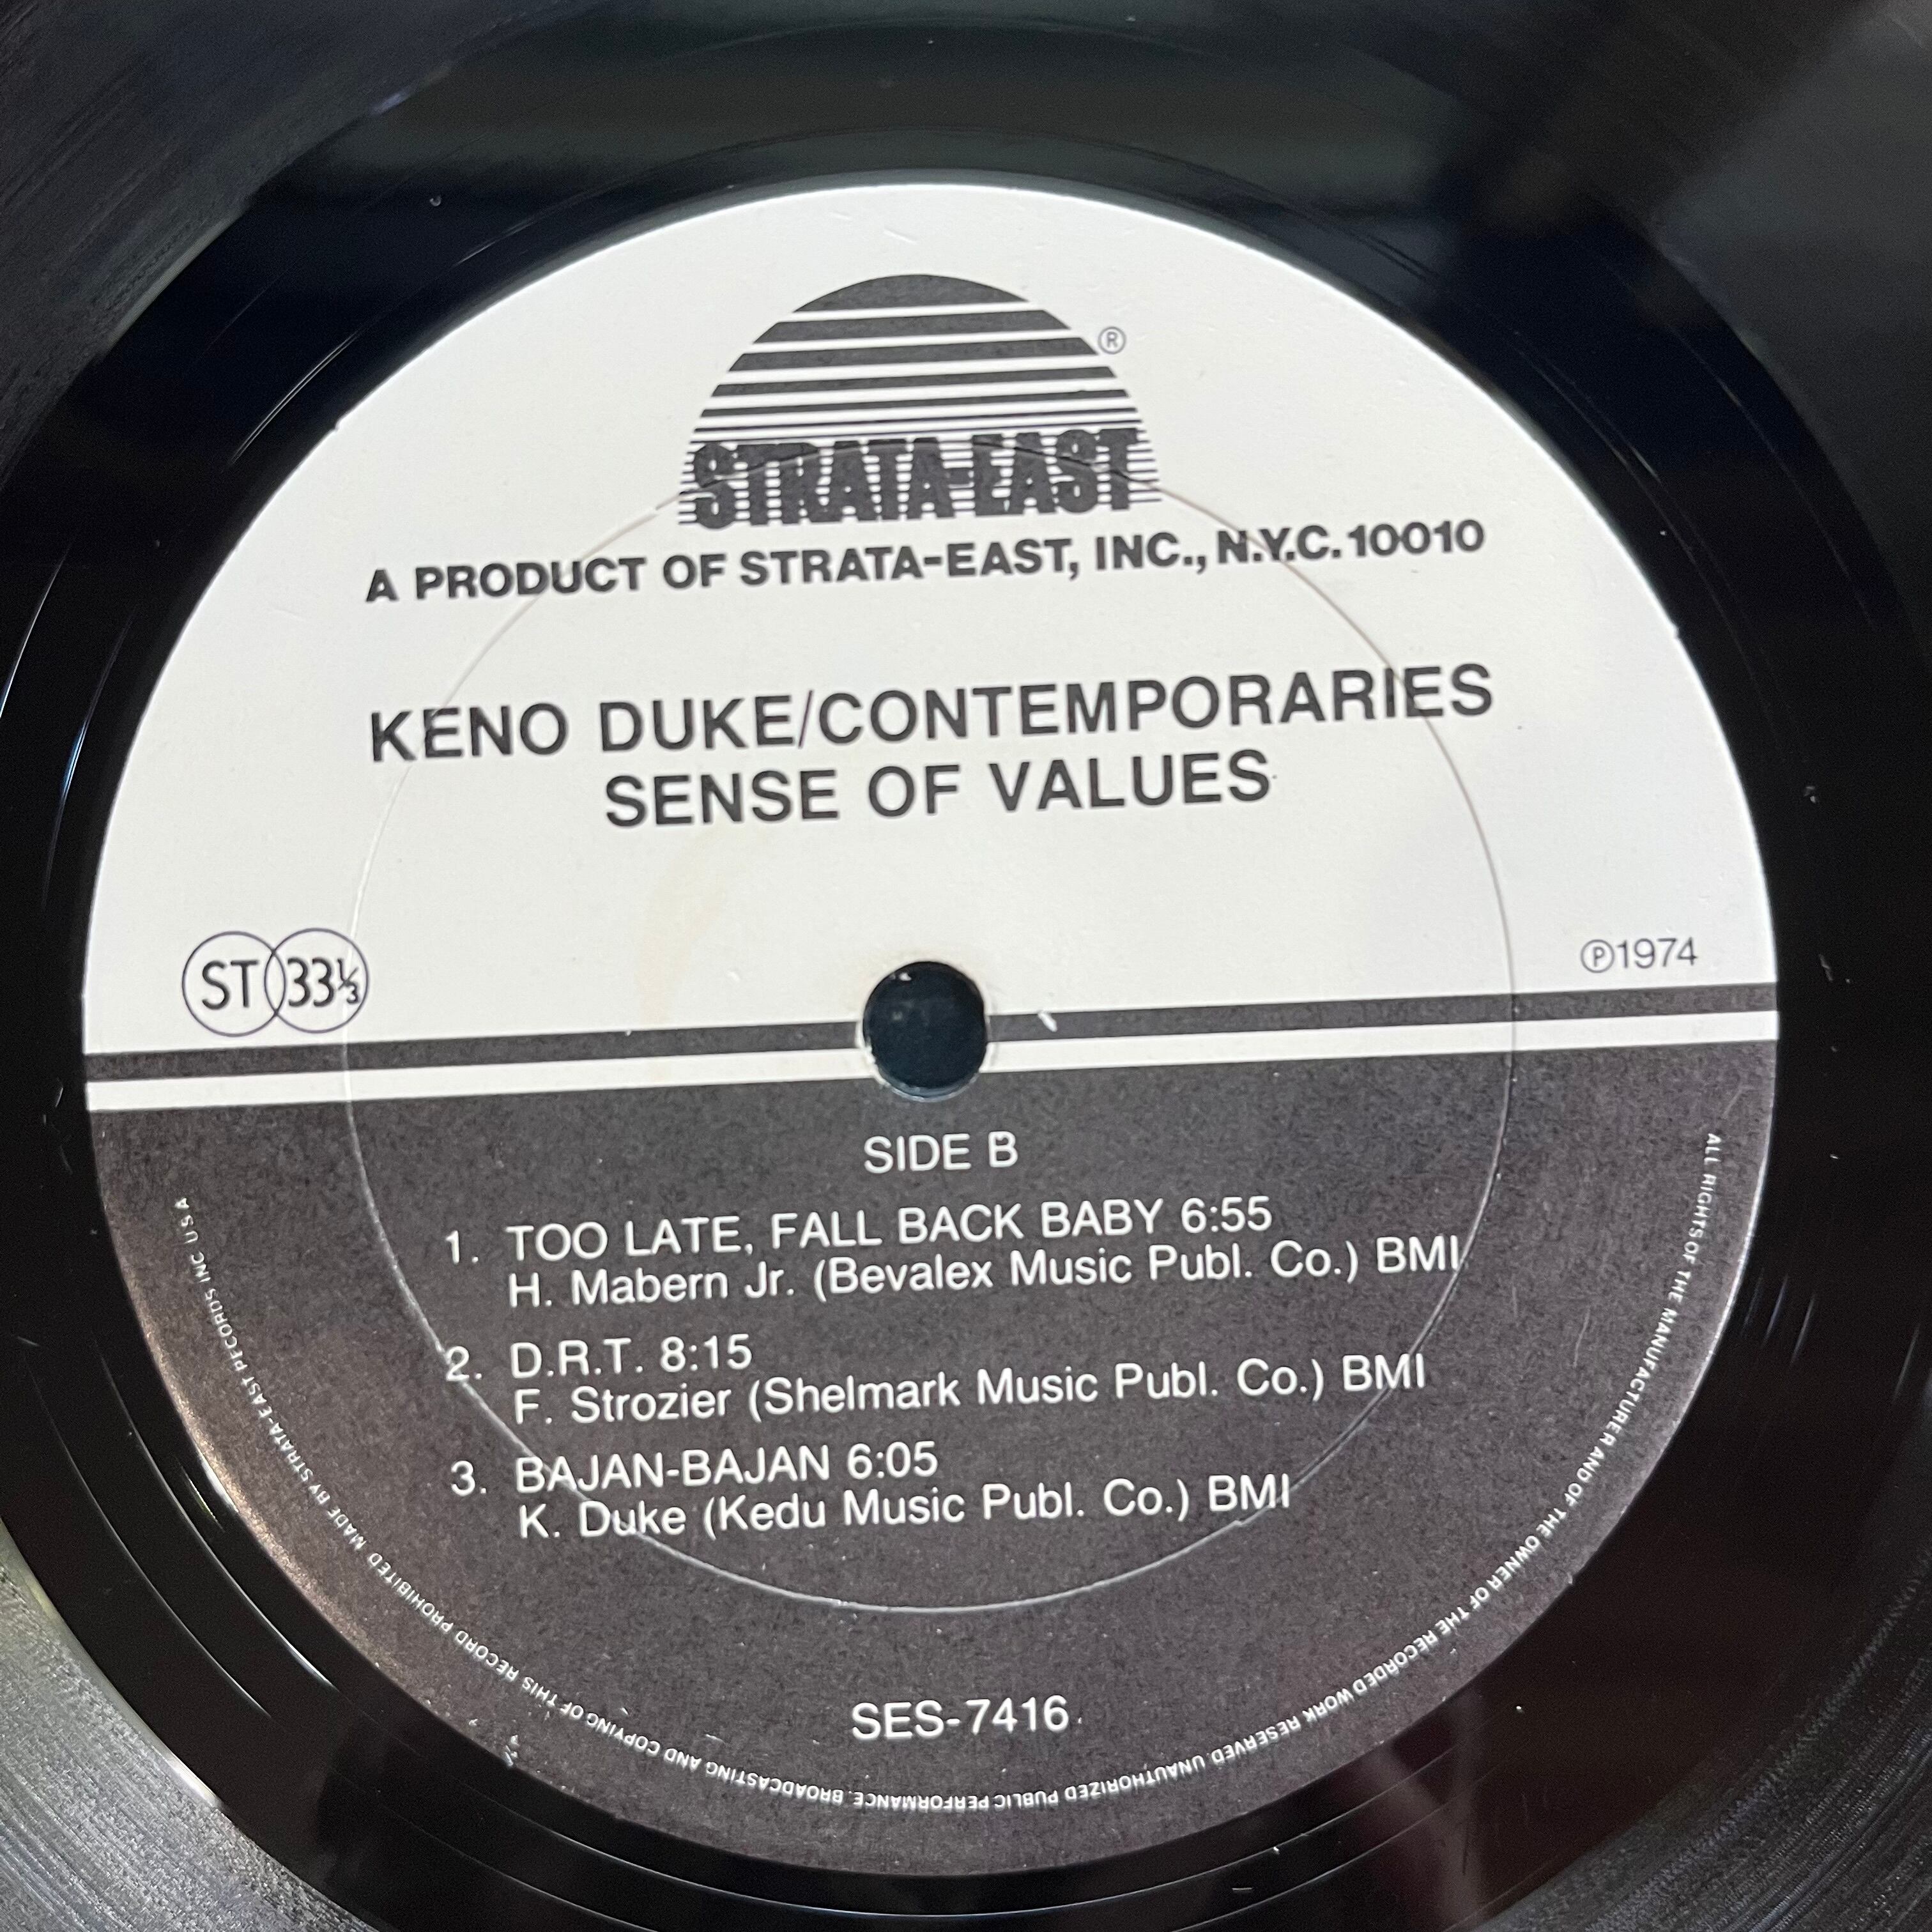 ®
STRATA-EAST
A PRODUCT OF STRATA-EAST, INC., N.Y.C. 10010
KENO DUKE/CONTEMPORARIES
SENSE OF VALUES
ST 33⅓
℗1974
SIDE B
1. TOO LATE, FALL BACK BABY 6:55
H. Mabern Jr. (Bevalex Music Publ. Co.) BMI
2. D.R.T. 8:15
F. Strozier (Shelmark Music Publ. Co.) BMI
3. BAJAN-BAJAN 6:05
K. Duke (Kedu Music Publ. Co.) BMI
SES-7416
ALL RIGHTS OF THE MANUFACTURER AND OF THE OWNER OF THE RECORDED WORK RESERVED. UNAUTHORIZED PUBLIC PERFORMANCE, BROADCASTING AND COPYING OF THIS RECORD PROHIBITED MADE BY STRATA-EAST RECORDS INC U.S.A